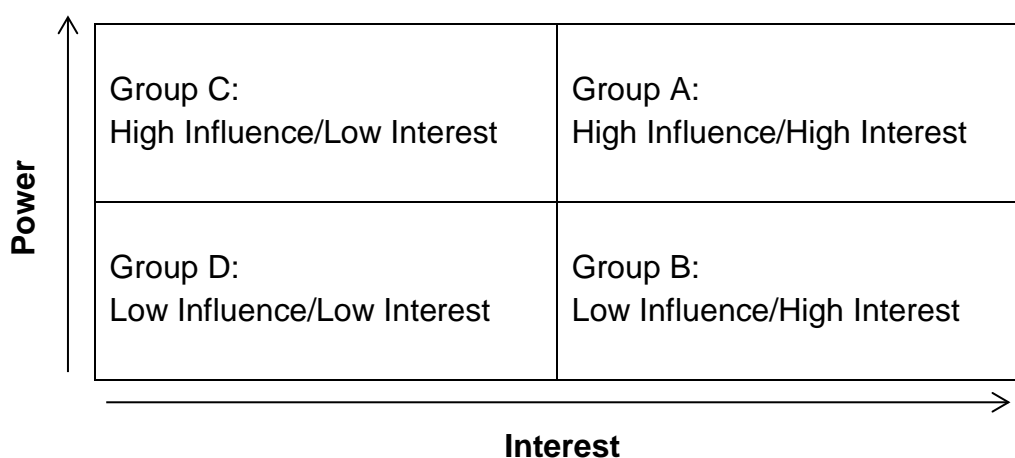 Group C:
High Influence/Low Interest
Group A:
High Influence/High Interest
Power
Group D:
Low Influence/Low Interest
Group B:
Low Influence/High Interest
Interest